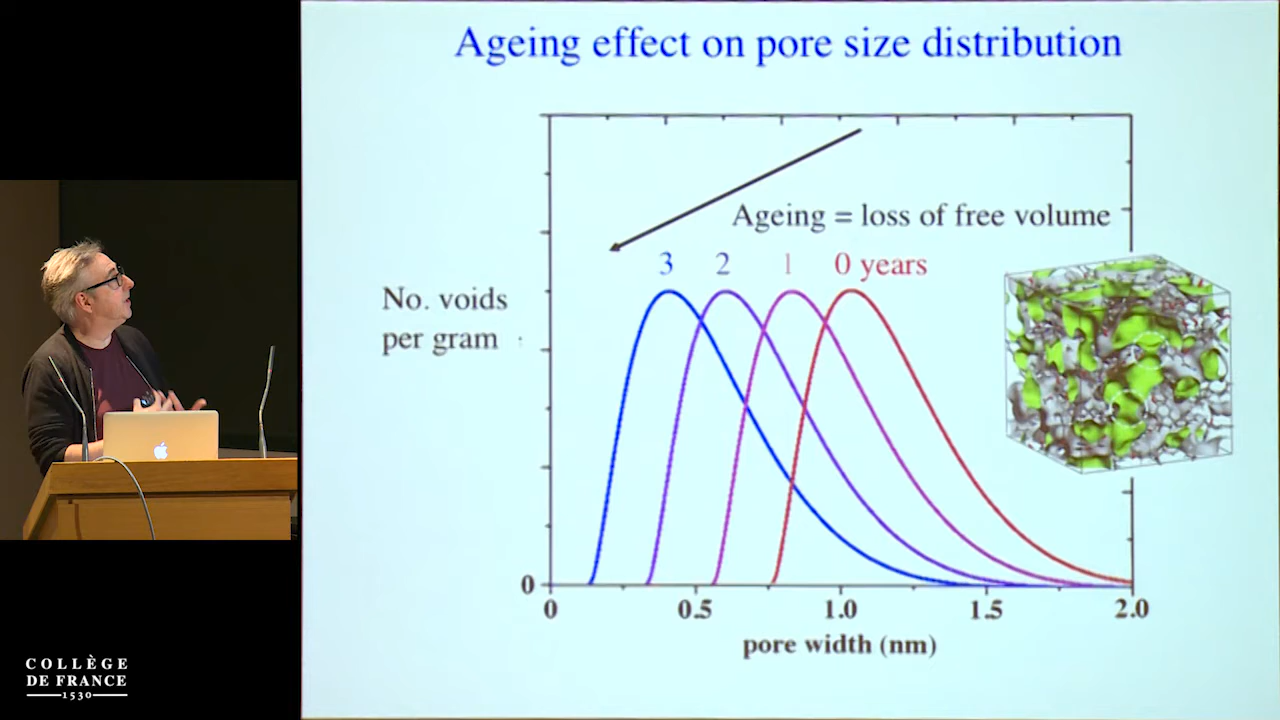 Ageing effect on pore size distribution
Ageing = loss of free volume
3 2 1 0 years
No. voids
per gram
0
0 0.5 1.0 1.5 2.0
pore width (nm)
COLLÈGE
DE FRANCE
1530